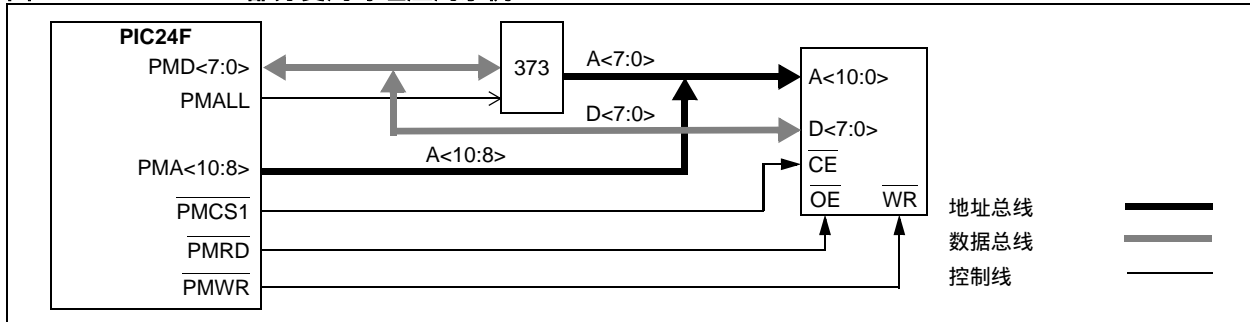 PIC24F
PMD<7:0>
PMALL
PMA<10:8>
PMCS1
PMRD
PMWR
373
A<7:0>
D<7:0>
A<10:8>
A<10:0>
D<7:0>
CE
OE WR
地址总线
数据总线
控制线